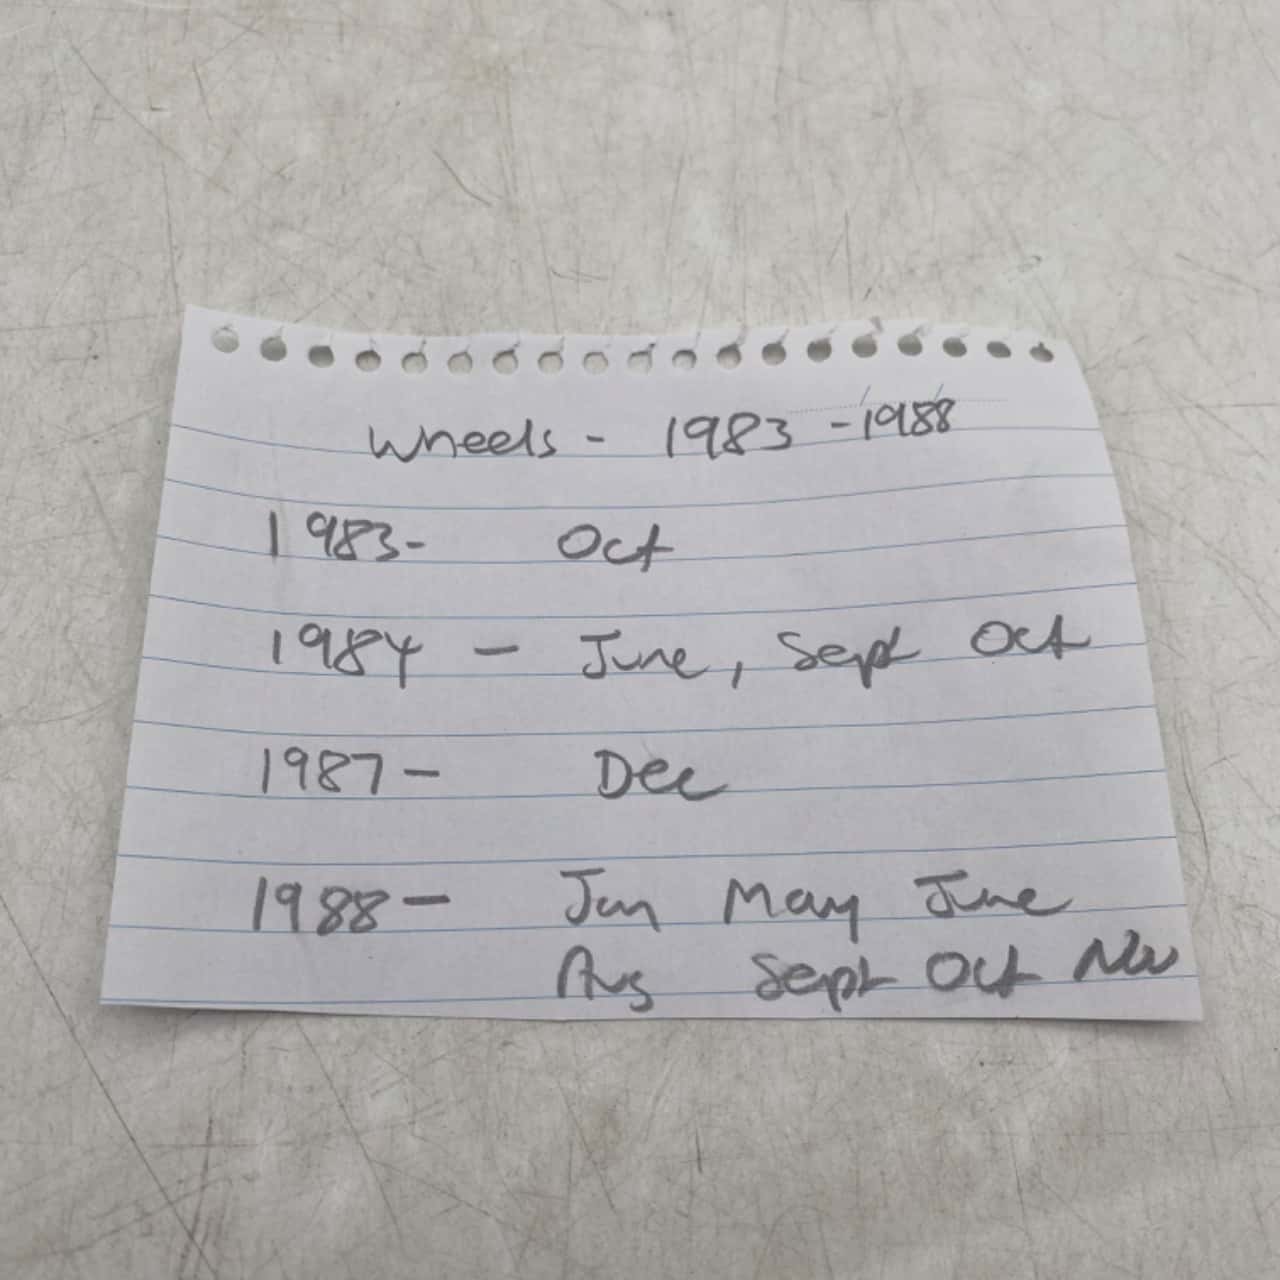 Wheels - 1983 - 1988
1983- Oct
1984 - June, Sept Oct
1987 - Dec
1988 - Jan May June
Aug Sept Oct Nov